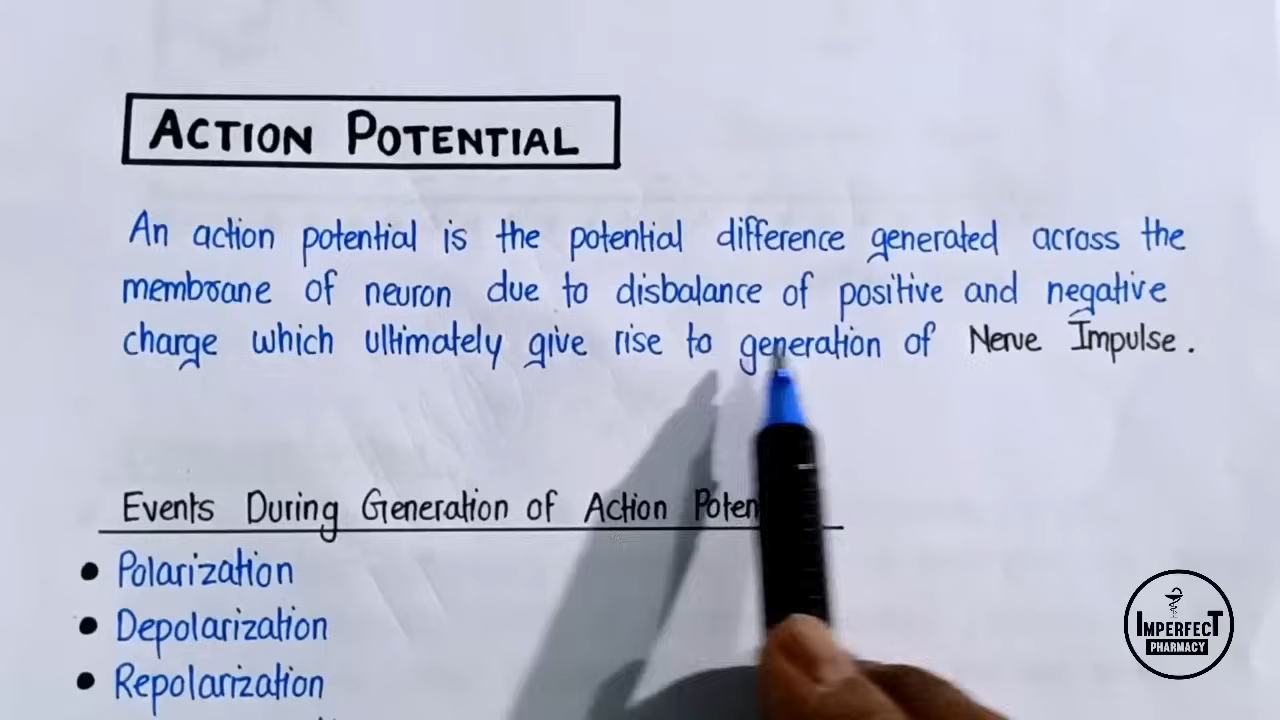 ACTION POTENTIAL
An action potential is the potential difference generated across the
membrane of neuron due to disbalance of positive and negative
charge which ultimately give rise to generation of Nerve Impulse.
Events During Generation of Action Poten
• Polarization
• Depolarization
• Repolarization
IMPERFECT
PHARMACY